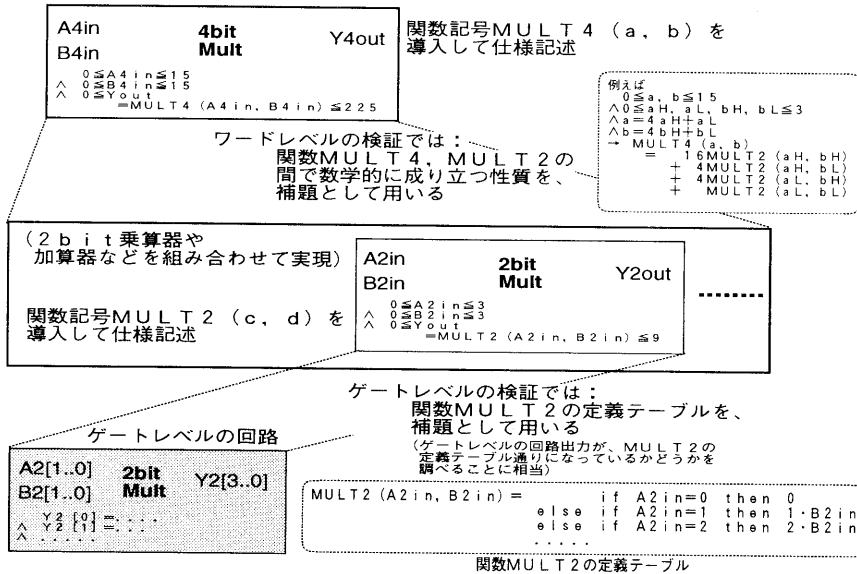 A4in
B4in
4bit
Mult
Y4out
0≦A4in≦15
∧ 0≦B4in≦15
∧ 0≦Yout
=MULT4 (A4in, B4in) ≦225
関数記号MULT4 (a, b) を
導入して仕様記述
例えば
0≦a, b≦15
∧0≦aH, aL, bH, bL≦3
∧a=4aH+aL
∧b=4bH+bL
→ MULT4 (a, b)
= 16MULT2 (aH, bH)
+ 4MULT2 (aH, bL)
+ 4MULT2 (aL, bH)
+ MULT2 (aL, bL)
ワードレベルの検証では:
関数MULT4, MULT2の
間で数学的に成り立つ性質を、
補題として用いる
(2bit乗算器や
加算器などを組み合わせて実現)
関数記号MULT2 (c, d) を
導入して仕様記述
A2in
B2in
2bit
Mult
Y2out
0≦A2in≦3
∧ 0≦B2in≦3
∧ 0≦Yout
=MULT2 (A2in, B2in) ≦9
ゲートレベルの検証では:
関数MULT2の定義テーブルを、
補題として用いる
(ゲートレベルの回路出力が、MULT2の
定義テーブル通りになっているかどうかを
調べることに相当)
ゲートレベルの回路
A2[1..0]
B2[1..0]
2bit
Mult
Y2[3..0]
Y2[0]=....
∧ Y2[1]=...
∧ .....
MULT2 (A2in, B2in) = if A2in=0 then 0
else if A2in=1 then 1·B2in
else if A2in=2 then 2·B2in
.....
関数MULT2の定義テーブル